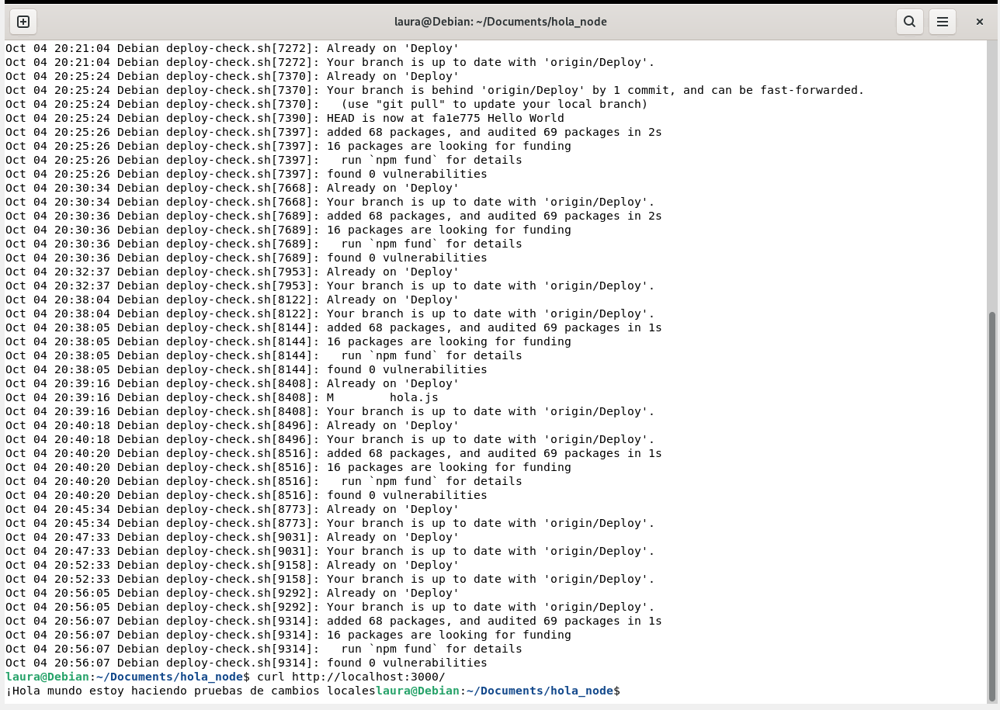 laura@Debian: ~/Documents/hola_node
Oct 04 20:21:04 Debian deploy-check.sh[7272]: Already on 'Deploy'
Oct 04 20:21:04 Debian deploy-check.sh[7272]: Your branch is up to date with 'origin/Deploy'.
Oct 04 20:25:24 Debian deploy-check.sh[7370]: Already on 'Deploy'
Oct 04 20:25:24 Debian deploy-check.sh[7370]: Your branch is behind 'origin/Deploy' by 1 commit, and can be fast-forwarded.
Oct 04 20:25:24 Debian deploy-check.sh[7370]:   (use "git pull" to update your local branch)
Oct 04 20:25:24 Debian deploy-check.sh[7390]: HEAD is now at fa1e775 Hello World
Oct 04 20:25:26 Debian deploy-check.sh[7397]: added 68 packages, and audited 69 packages in 2s
Oct 04 20:25:26 Debian deploy-check.sh[7397]: 16 packages are looking for funding
Oct 04 20:25:26 Debian deploy-check.sh[7397]:   run `npm fund` for details
Oct 04 20:25:26 Debian deploy-check.sh[7397]: found 0 vulnerabilities
Oct 04 20:30:34 Debian deploy-check.sh[7668]: Already on 'Deploy'
Oct 04 20:30:34 Debian deploy-check.sh[7668]: Your branch is up to date with 'origin/Deploy'.
Oct 04 20:30:36 Debian deploy-check.sh[7689]: added 68 packages, and audited 69 packages in 2s
Oct 04 20:30:36 Debian deploy-check.sh[7689]: 16 packages are looking for funding
Oct 04 20:30:36 Debian deploy-check.sh[7689]:   run `npm fund` for details
Oct 04 20:30:36 Debian deploy-check.sh[7689]: found 0 vulnerabilities
Oct 04 20:32:37 Debian deploy-check.sh[7953]: Already on 'Deploy'
Oct 04 20:32:37 Debian deploy-check.sh[7953]: Your branch is up to date with 'origin/Deploy'.
Oct 04 20:38:04 Debian deploy-check.sh[8122]: Already on 'Deploy'
Oct 04 20:38:04 Debian deploy-check.sh[8122]: Your branch is up to date with 'origin/Deploy'.
Oct 04 20:38:05 Debian deploy-check.sh[8144]: added 68 packages, and audited 69 packages in 1s
Oct 04 20:38:05 Debian deploy-check.sh[8144]: 16 packages are looking for funding
Oct 04 20:38:05 Debian deploy-check.sh[8144]:   run `npm fund` for details
Oct 04 20:38:05 Debian deploy-check.sh[8144]: found 0 vulnerabilities
Oct 04 20:39:16 Debian deploy-check.sh[8408]: Already on 'Deploy'
Oct 04 20:39:16 Debian deploy-check.sh[8408]: M        hola.js
Oct 04 20:39:16 Debian deploy-check.sh[8408]: Your branch is up to date with 'origin/Deploy'.
Oct 04 20:40:18 Debian deploy-check.sh[8496]: Already on 'Deploy'
Oct 04 20:40:18 Debian deploy-check.sh[8496]: Your branch is up to date with 'origin/Deploy'.
Oct 04 20:40:20 Debian deploy-check.sh[8516]: added 68 packages, and audited 69 packages in 1s
Oct 04 20:40:20 Debian deploy-check.sh[8516]: 16 packages are looking for funding
Oct 04 20:40:20 Debian deploy-check.sh[8516]:   run `npm fund` for details
Oct 04 20:40:20 Debian deploy-check.sh[8516]: found 0 vulnerabilities
Oct 04 20:45:34 Debian deploy-check.sh[8773]: Already on 'Deploy'
Oct 04 20:45:34 Debian deploy-check.sh[8773]: Your branch is up to date with 'origin/Deploy'.
Oct 04 20:47:33 Debian deploy-check.sh[9031]: Already on 'Deploy'
Oct 04 20:47:33 Debian deploy-check.sh[9031]: Your branch is up to date with 'origin/Deploy'.
Oct 04 20:52:33 Debian deploy-check.sh[9158]: Already on 'Deploy'
Oct 04 20:52:33 Debian deploy-check.sh[9158]: Your branch is up to date with 'origin/Deploy'.
Oct 04 20:56:05 Debian deploy-check.sh[9292]: Already on 'Deploy'
Oct 04 20:56:05 Debian deploy-check.sh[9292]: Your branch is up to date with 'origin/Deploy'.
Oct 04 20:56:07 Debian deploy-check.sh[9314]: added 68 packages, and audited 69 packages in 1s
Oct 04 20:56:07 Debian deploy-check.sh[9314]: 16 packages are looking for funding
Oct 04 20:56:07 Debian deploy-check.sh[9314]:   run `npm fund` for details
Oct 04 20:56:07 Debian deploy-check.sh[9314]: found 0 vulnerabilities
laura@Debian:~/Documents/hola_node$ curl http://localhost:3000/
¡Hola mundo estoy haciendo pruebas de cambios localeslaura@Debian:~/Documents/hola_node$